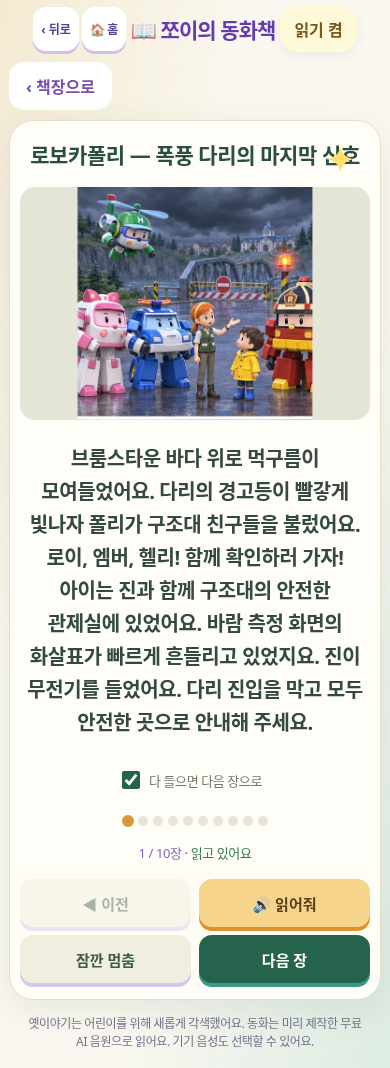 ‹ 뒤로 🏠 홈 📖 쪼이의 동화책 읽기 켬
‹ 책장으로
로보카폴리 — 폭풍 다리의 마지막 신호
H
R
브룸스타운 바다 위로 먹구름이
모여들었어요. 다리의 경고등이 빨갛게
빛나자 폴리가 구조대 친구들을 불렀어요.
로이, 엠버, 헬리! 함께 확인하러 가자!
아이는 진과 함께 구조대의 안전한
관제실에 있었어요. 바람 측정 화면의
화살표가 빠르게 흔들리고 있었지요. 진이
무전기를 들었어요. 다리 진입을 막고 모두
안전한 곳으로 안내해 주세요.
다 들으면 다음 장으로
1 / 10장 · 읽고 있어요
◀ 이전 🔊 읽어줘
잠깐 멈춤 다음 장
옛이야기는 어린이를 위해 새롭게 각색했어요. 동화는 미리 제작한 무료
AI 음원으로 읽어요. 기기 음성도 선택할 수 있어요.